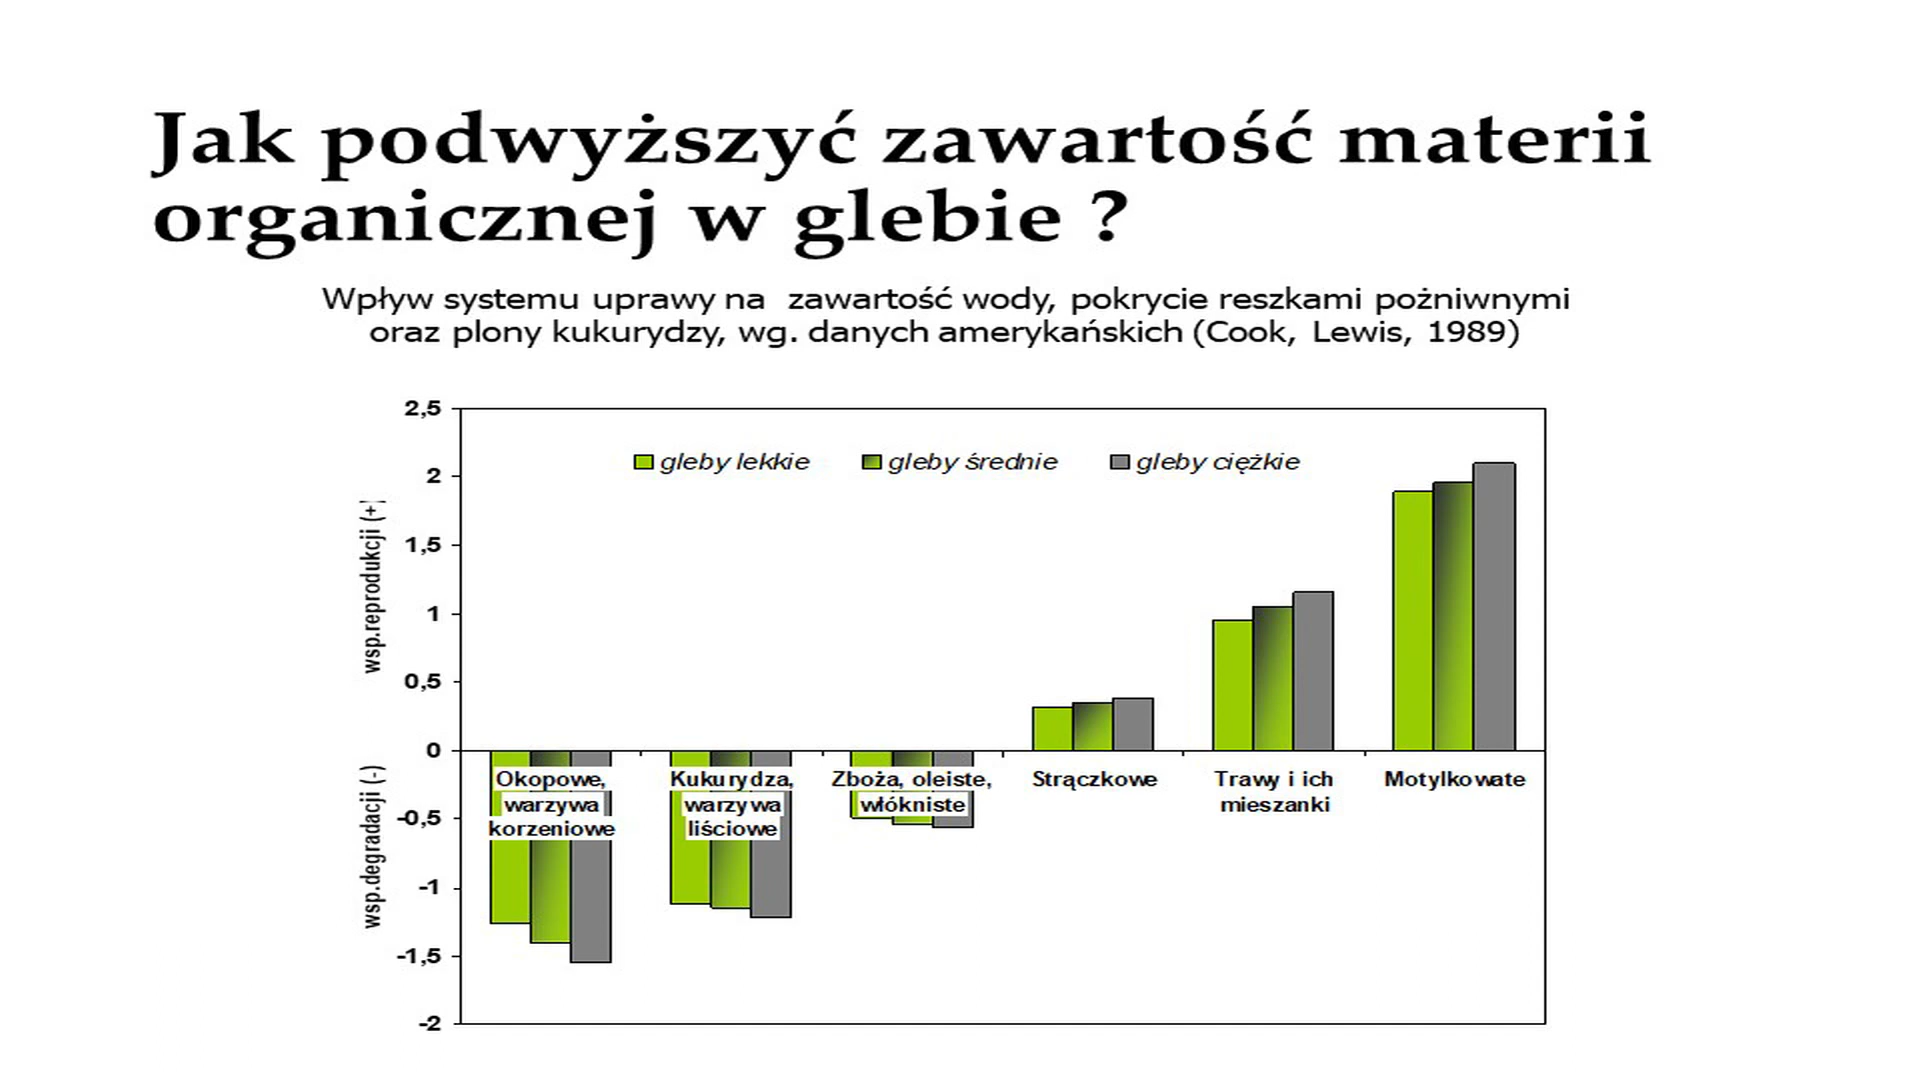 Jak podwyższyć zawartość materii
organicznej w glebie ?
Wpływ systemu uprawy na zawartość wody, pokrycie reszkami pożniwnymi
oraz plony kukurydzy, wg. danych amerykańskich (Cook, Lewis, 1989)
2,5
2
1,5
1
0,5
0
-0,5
-1
-1,5
-2
wsp.reprodukcji (+)
wsp.degradacji (-)
gleby lekkie
gleby średnie
gleby ciężkie
Okopowe,
warzywa
korzeniowe
Kukurydza,
warzywa
liściowe
Zboża, oleiste,
włókniste
Strączkowe
Trawy i ich
mieszanki
Motylkowate